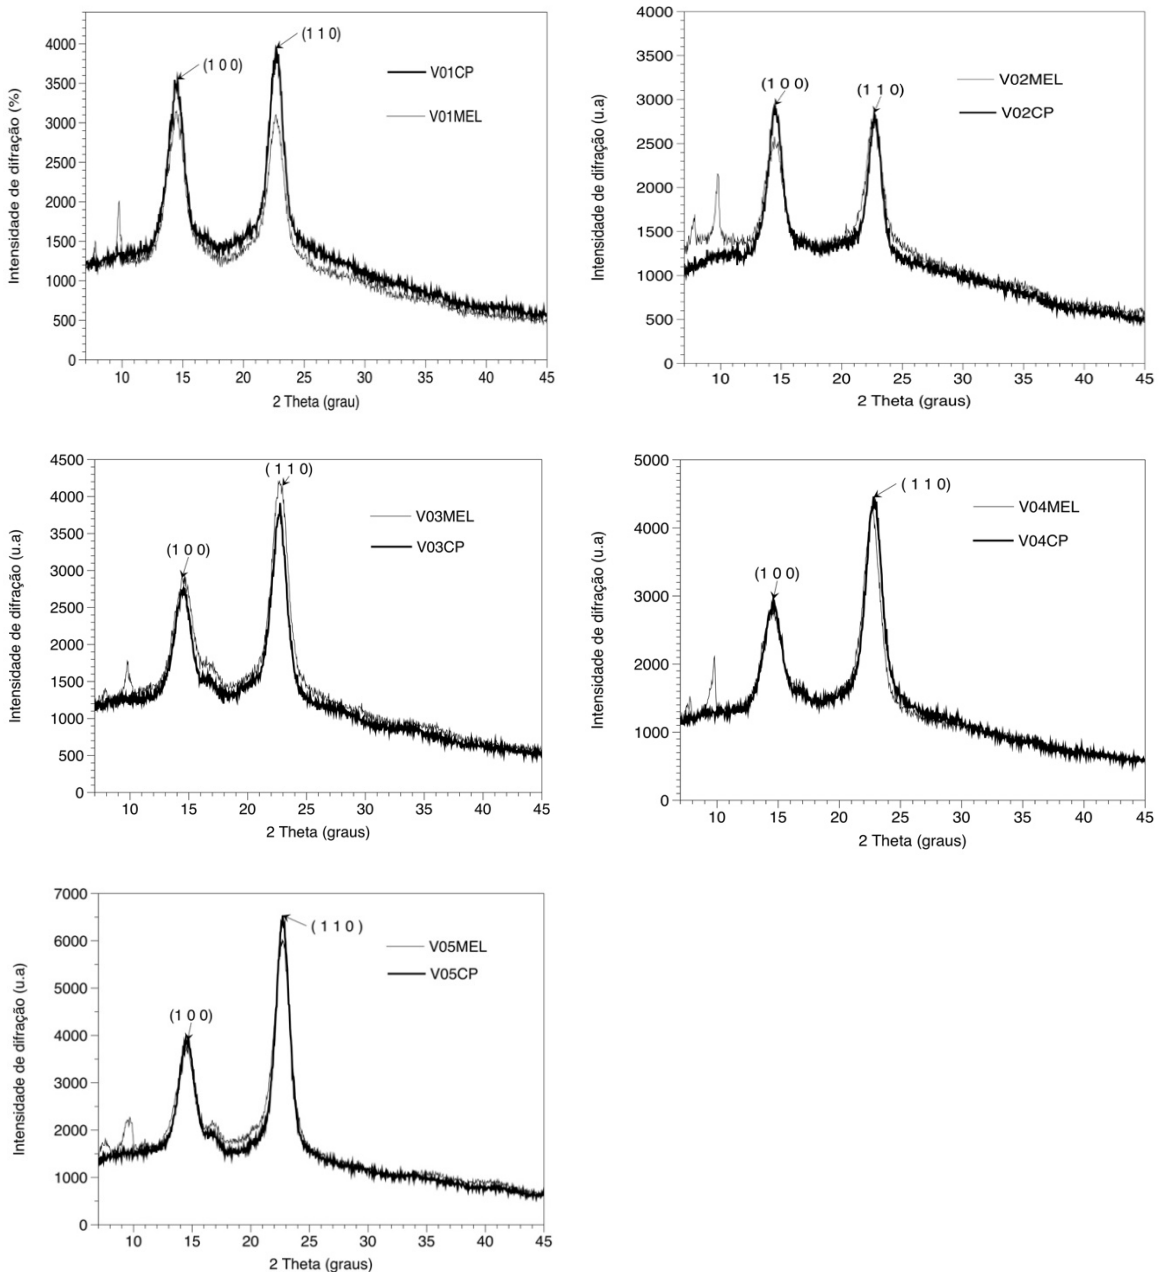 Intensidade de difração (%)
4000
3500
3000
2500
2000
1500
1000
500
0
(1 0 0)
(1 1 0)
V01CP
V01MEL
10 15 20 25 30 35 40 45
2 Theta (grau)
Intensidade de difração (u.a)
4000
3500
3000
2500
2000
1500
1000
500
0
(1 0 0)
(1 1 0)
V02MEL
V02CP
10 15 20 25 30 35 40 45
2 Theta (graus)
Intensidade de difração (u.a)
4500
4000
3500
3000
2500
2000
1500
1000
500
0
(1 0 0)
(1 1 0)
V03MEL
V03CP
10 15 20 25 30 35 40 45
2 Theta (graus)
Intensidade de difração (u.a)
5000
4000
3000
2000
1000
0
(1 0 0)
(1 1 0)
V04MEL
V04CP
10 15 20 25 30 35 40 45
2 Theta (graus)
Intensidade de difração (u.a)
7000
6000
5000
4000
3000
2000
1000
0
(1 0 0)
(1 1 0)
V05MEL
V05CP
10 15 20 25 30 35 40 45
2 Theta (graus)